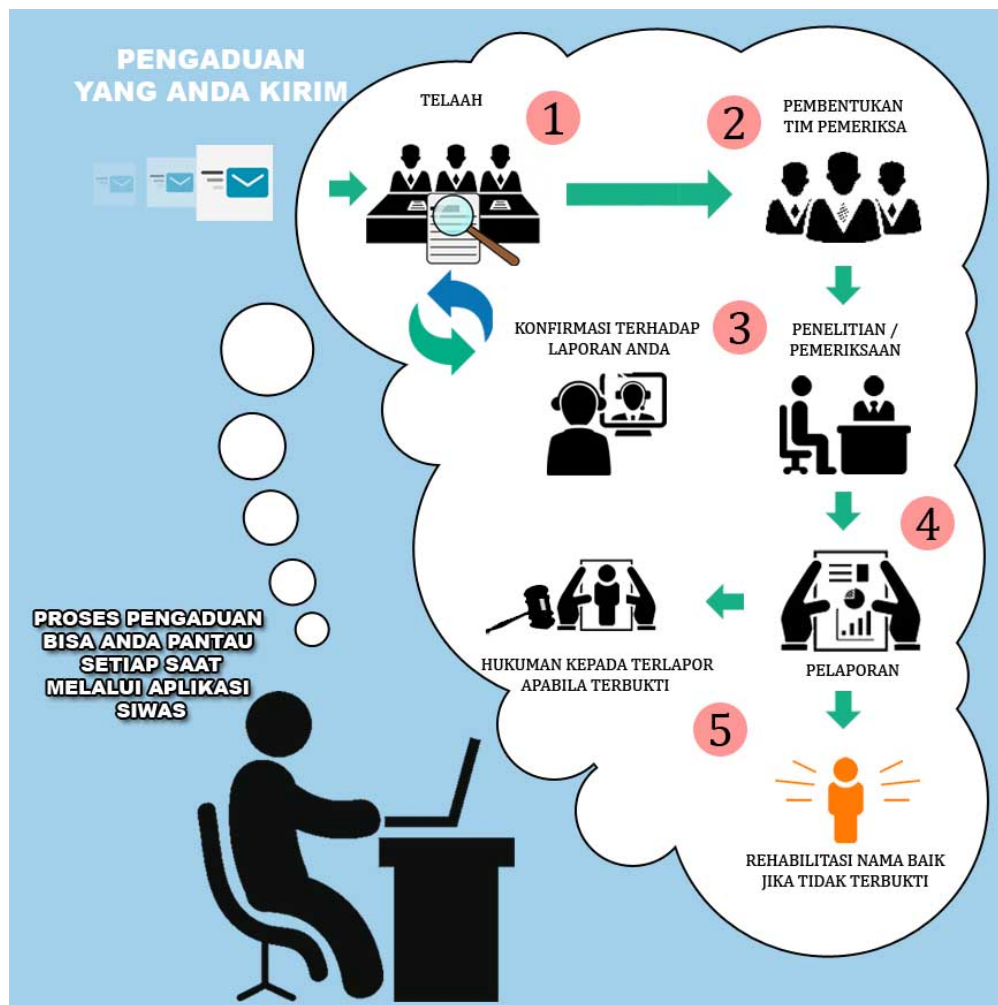 PENGADUAN
YANG ANDA KIRIM
TELAAH
1
2
PEMBENTUKAN
TIM PEMERIKSA
KONFIRMASI TERHADAP
LAPORAN ANDA
3
PENELITIAN /
PEMERIKSAAN
4
HUKUMAN KEPADA TERLAPOR
APABILA TERBUKTI
PELAPORAN
5
REHABILITASI NAMA BAIK
JIKA TIDAK TERBUKTI
PROSES PENGADUAN
BISA ANDA PANTAU
SETIAP SAAT
MELALUI APLIKASI
SIWAS